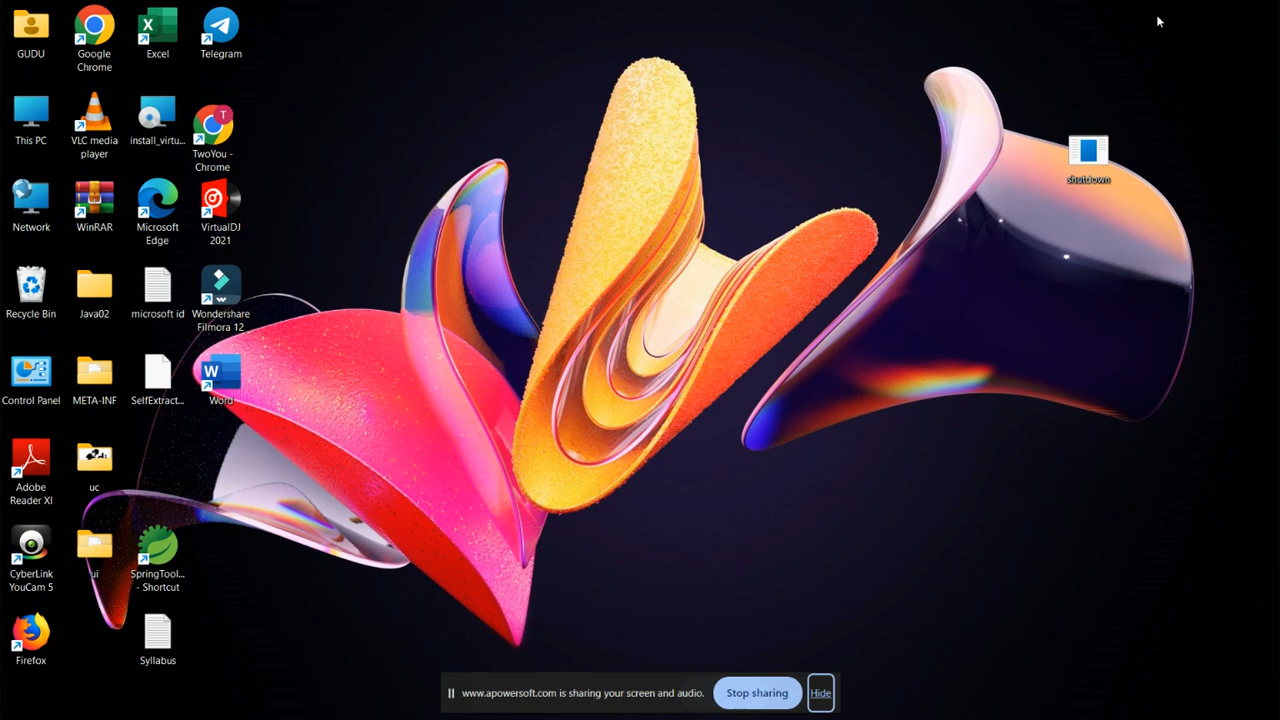 GUDU
Google
Chrome
Excel
Telegram
This PC
VLC media
player
install_virtu...
TwoYou -
Chrome
Network
WinRAR
Microsoft
Edge
VirtualDJ
2021
Recycle Bin
Java02
microsoft id
Wondershare
Filmora 12
Control Panel
META-INF
SelfExtract...
Word
Adobe
Reader XI
uc
CyberLink
YouCam 5
ui
SpringTool...
- Shortcut
Firefox
Syllabus
shutdown
www.apowersoft.com is sharing your screen and audio.
Stop sharing
Hide